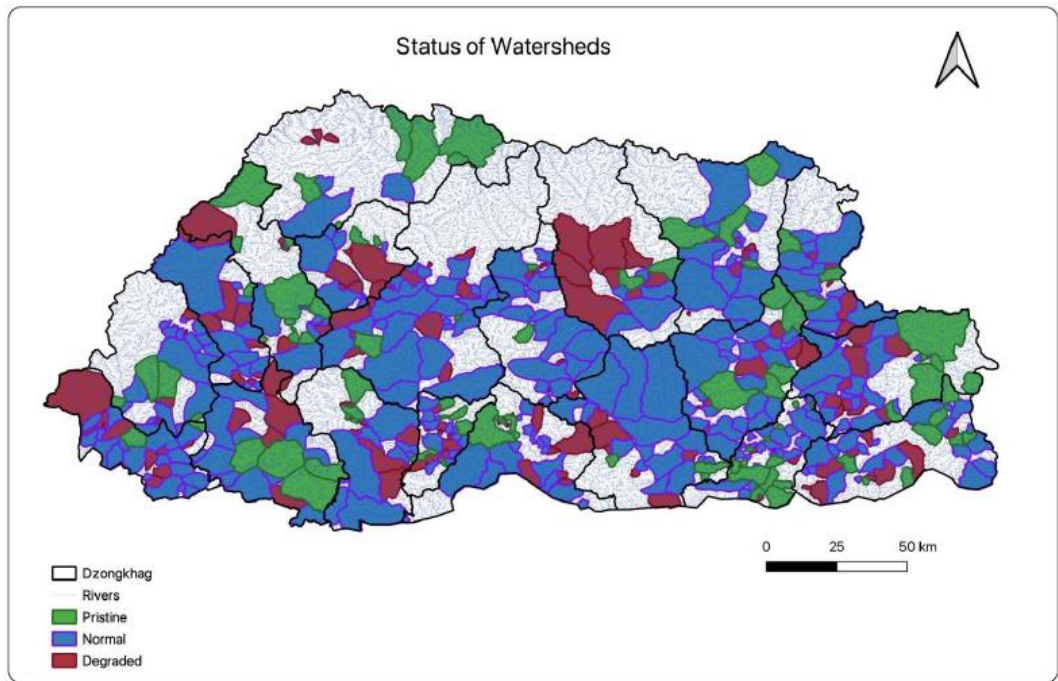 Status of Watersheds
0 25 50 km
Dzongkhag
Rivers
Pristine
Normal
Degraded